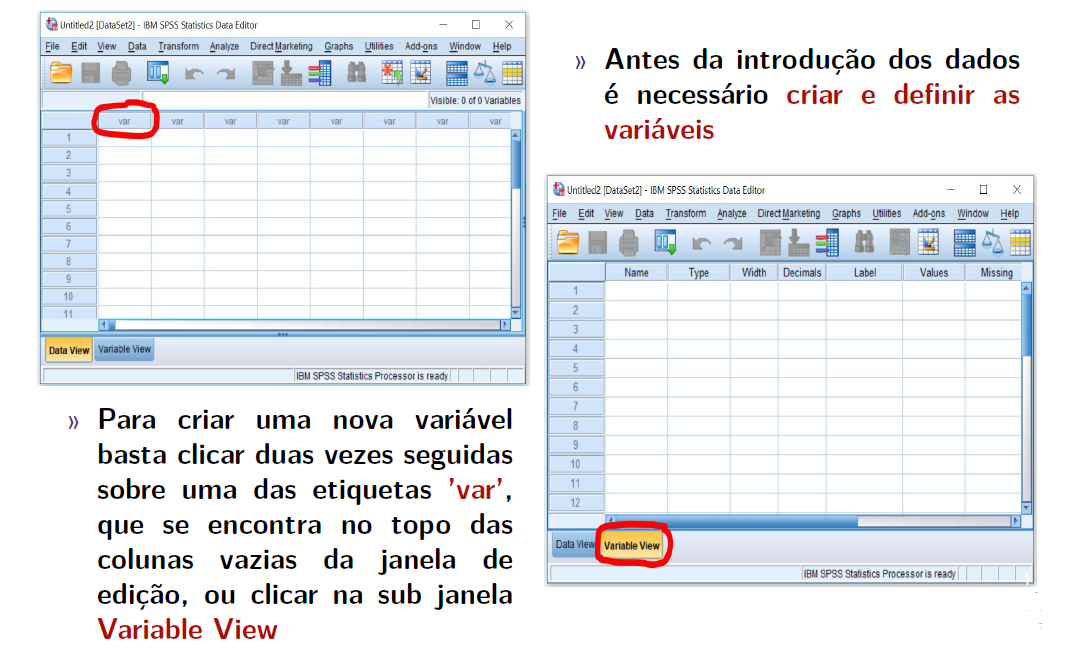 Untitled2 [DataSet2] - IBM SPSS Statistics Data Editor
File Edit View Data Transform Analyze Direct Marketing Graphs Utilities Add-ons Window Help
Visible: 0 of 0 Variables
var var var var var var var var
1
2
3
4
5
6
7
8
9
10
11
Data View Variable View
IBM SPSS Statistics Processor is ready
» Antes da introdução dos dados
é necessário criar e definir as
variáveis
Untitled2 [DataSet2] - IBM SPSS Statistics Data Editor
File Edit View Data Transform Analyze Direct Marketing Graphs Utilities Add-ons Window Help
Name Type Width Decimals Label Values Missing
1
2
3
4
5
6
7
8
9
10
11
12
Data View Variable View
IBM SPSS Statistics Processor is ready
» Para criar uma nova variável
basta clicar duas vezes seguidas
sobre uma das etiquetas 'var',
que se encontra no topo das
colunas vazias da janela de
edição, ou clicar na sub janela
Variable View